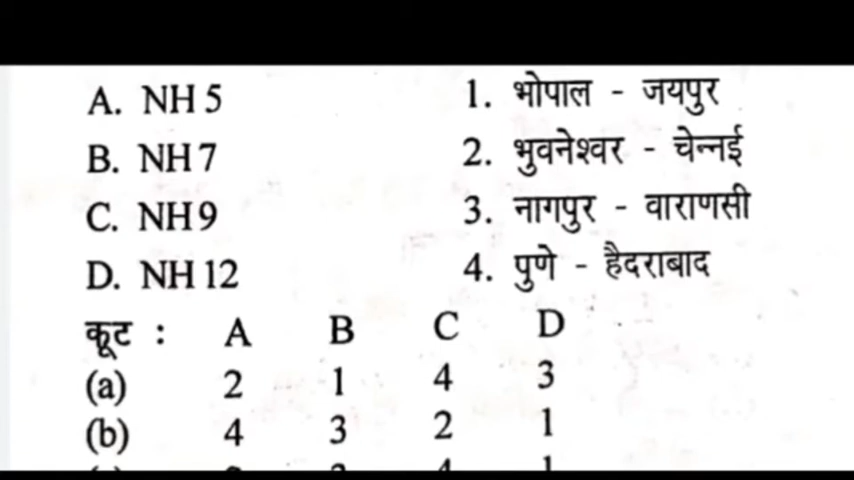 A. NH 5 1. भोपाल - जयपुर
B. NH 7 2. भुवनेश्वर - चेन्नई
C. NH 9 3. नागपुर - वाराणसी
D. NH 12 4. पुणे - हैदराबाद
कूट : A B C D
(a) 2 1 4 3
(b) 4 3 2 1